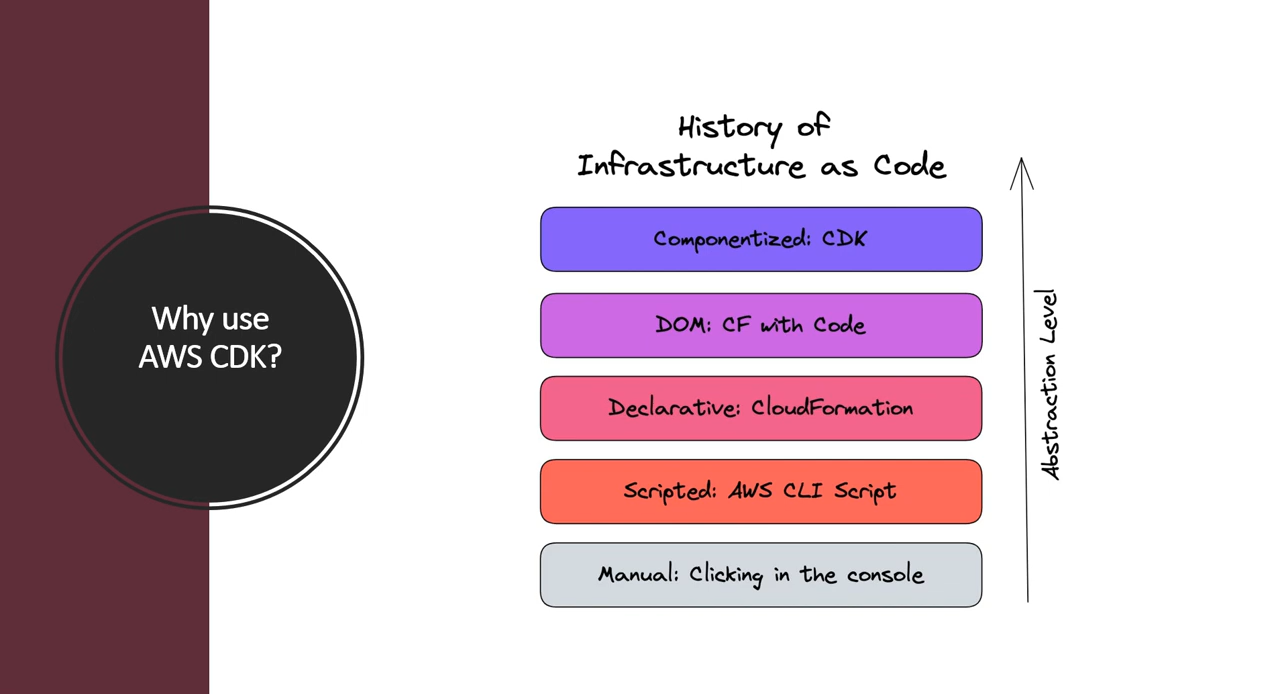 Why use
AWS CDK?
History of
Infrastructure as Code
Componentized: CDK
DOM: CF with Code
Declarative: CloudFormation
Scripted: AWS CLI Script
Manual: Clicking in the console
Abstraction Level